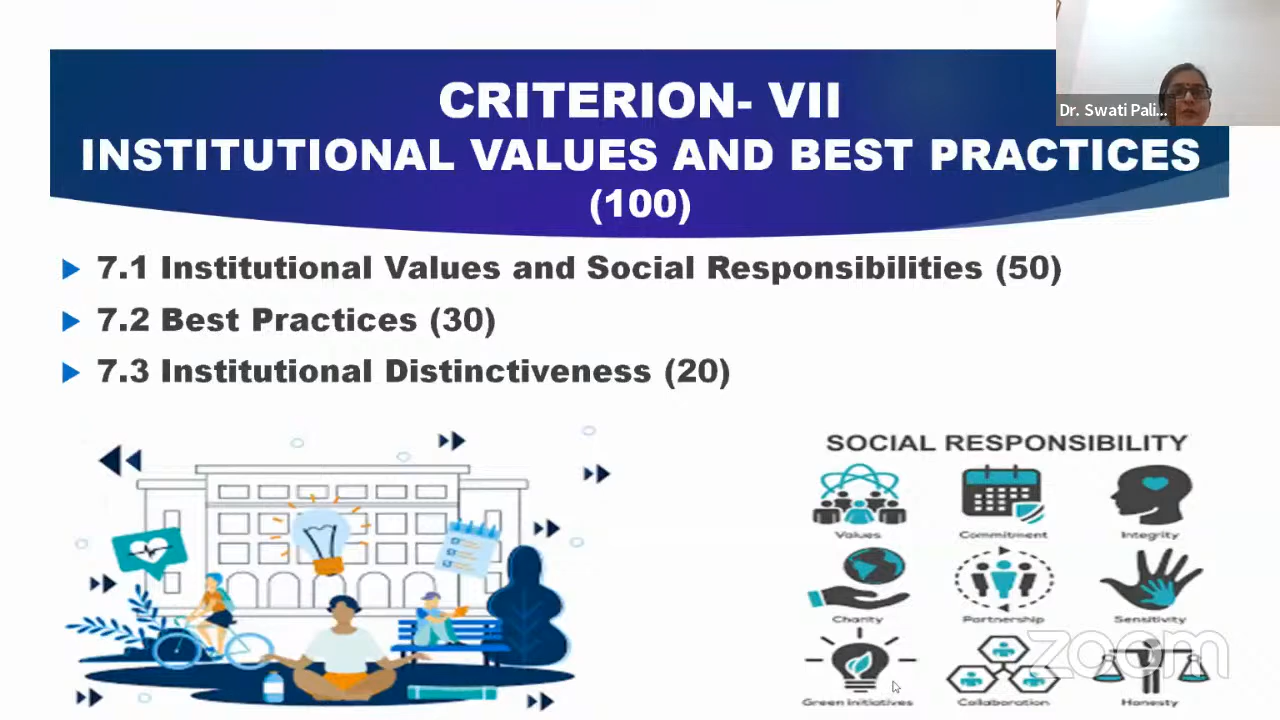 CRITERION- VII
INSTITUTIONAL VALUES AND BEST PRACTICES
(100)
Dr. Swati Pali...
7.1 Institutional Values and Social Responsibilities (50)
7.2 Best Practices (30)
7.3 Institutional Distinctiveness (20)
SOCIAL RESPONSIBILITY
Values Commitment Integrity
Charity Partnership Sensitivity
Green Initiatives Collaboration Honesty
zoom